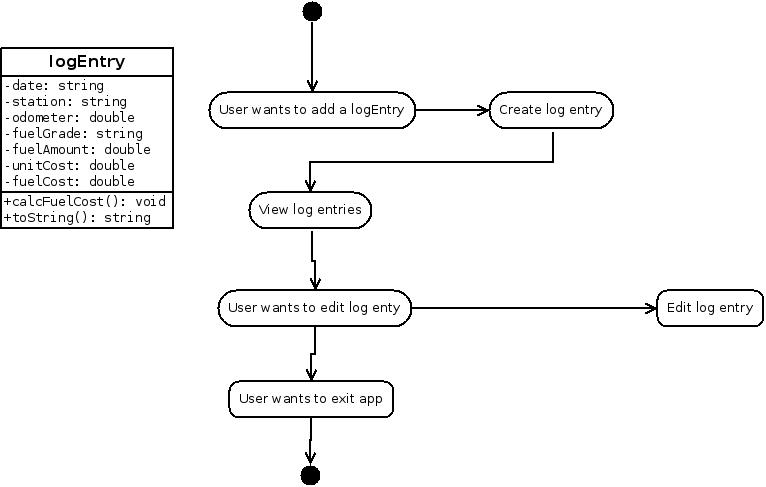 logEntry
-date: string
-station: string
-odometer: double
-fuelGrade: string
-fuelAmount: double
-unitCost: double
-fuelCost: double
+calcFuelCost(): void
+toString(): string
User wants to add a logEntry
Create log entry
View log entries
User wants to edit log enty
Edit log entry
User wants to exit app